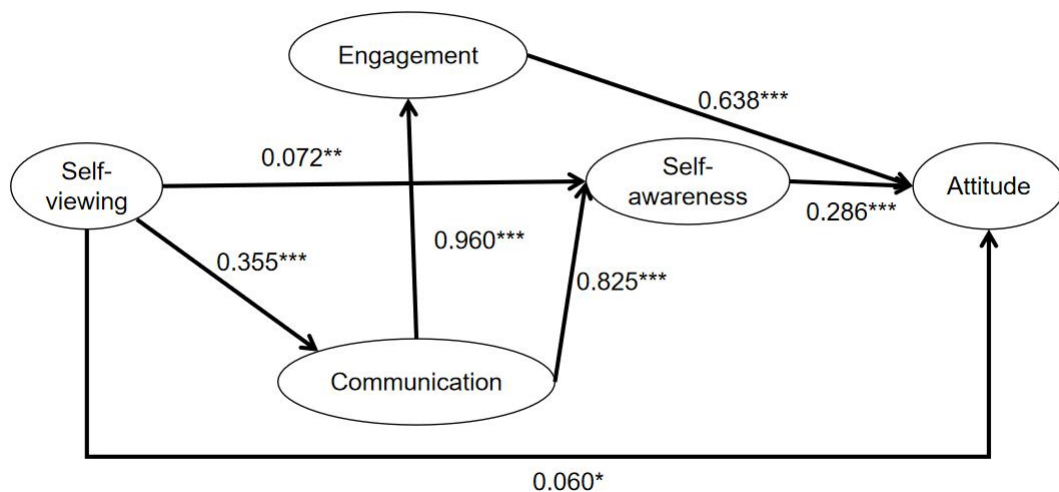 Engagement
0.638***
0.072**
Self-
viewing
Self-
awareness
Attitude
0.286***
0.960***
0.355***
0.825***
Communication
0.060*